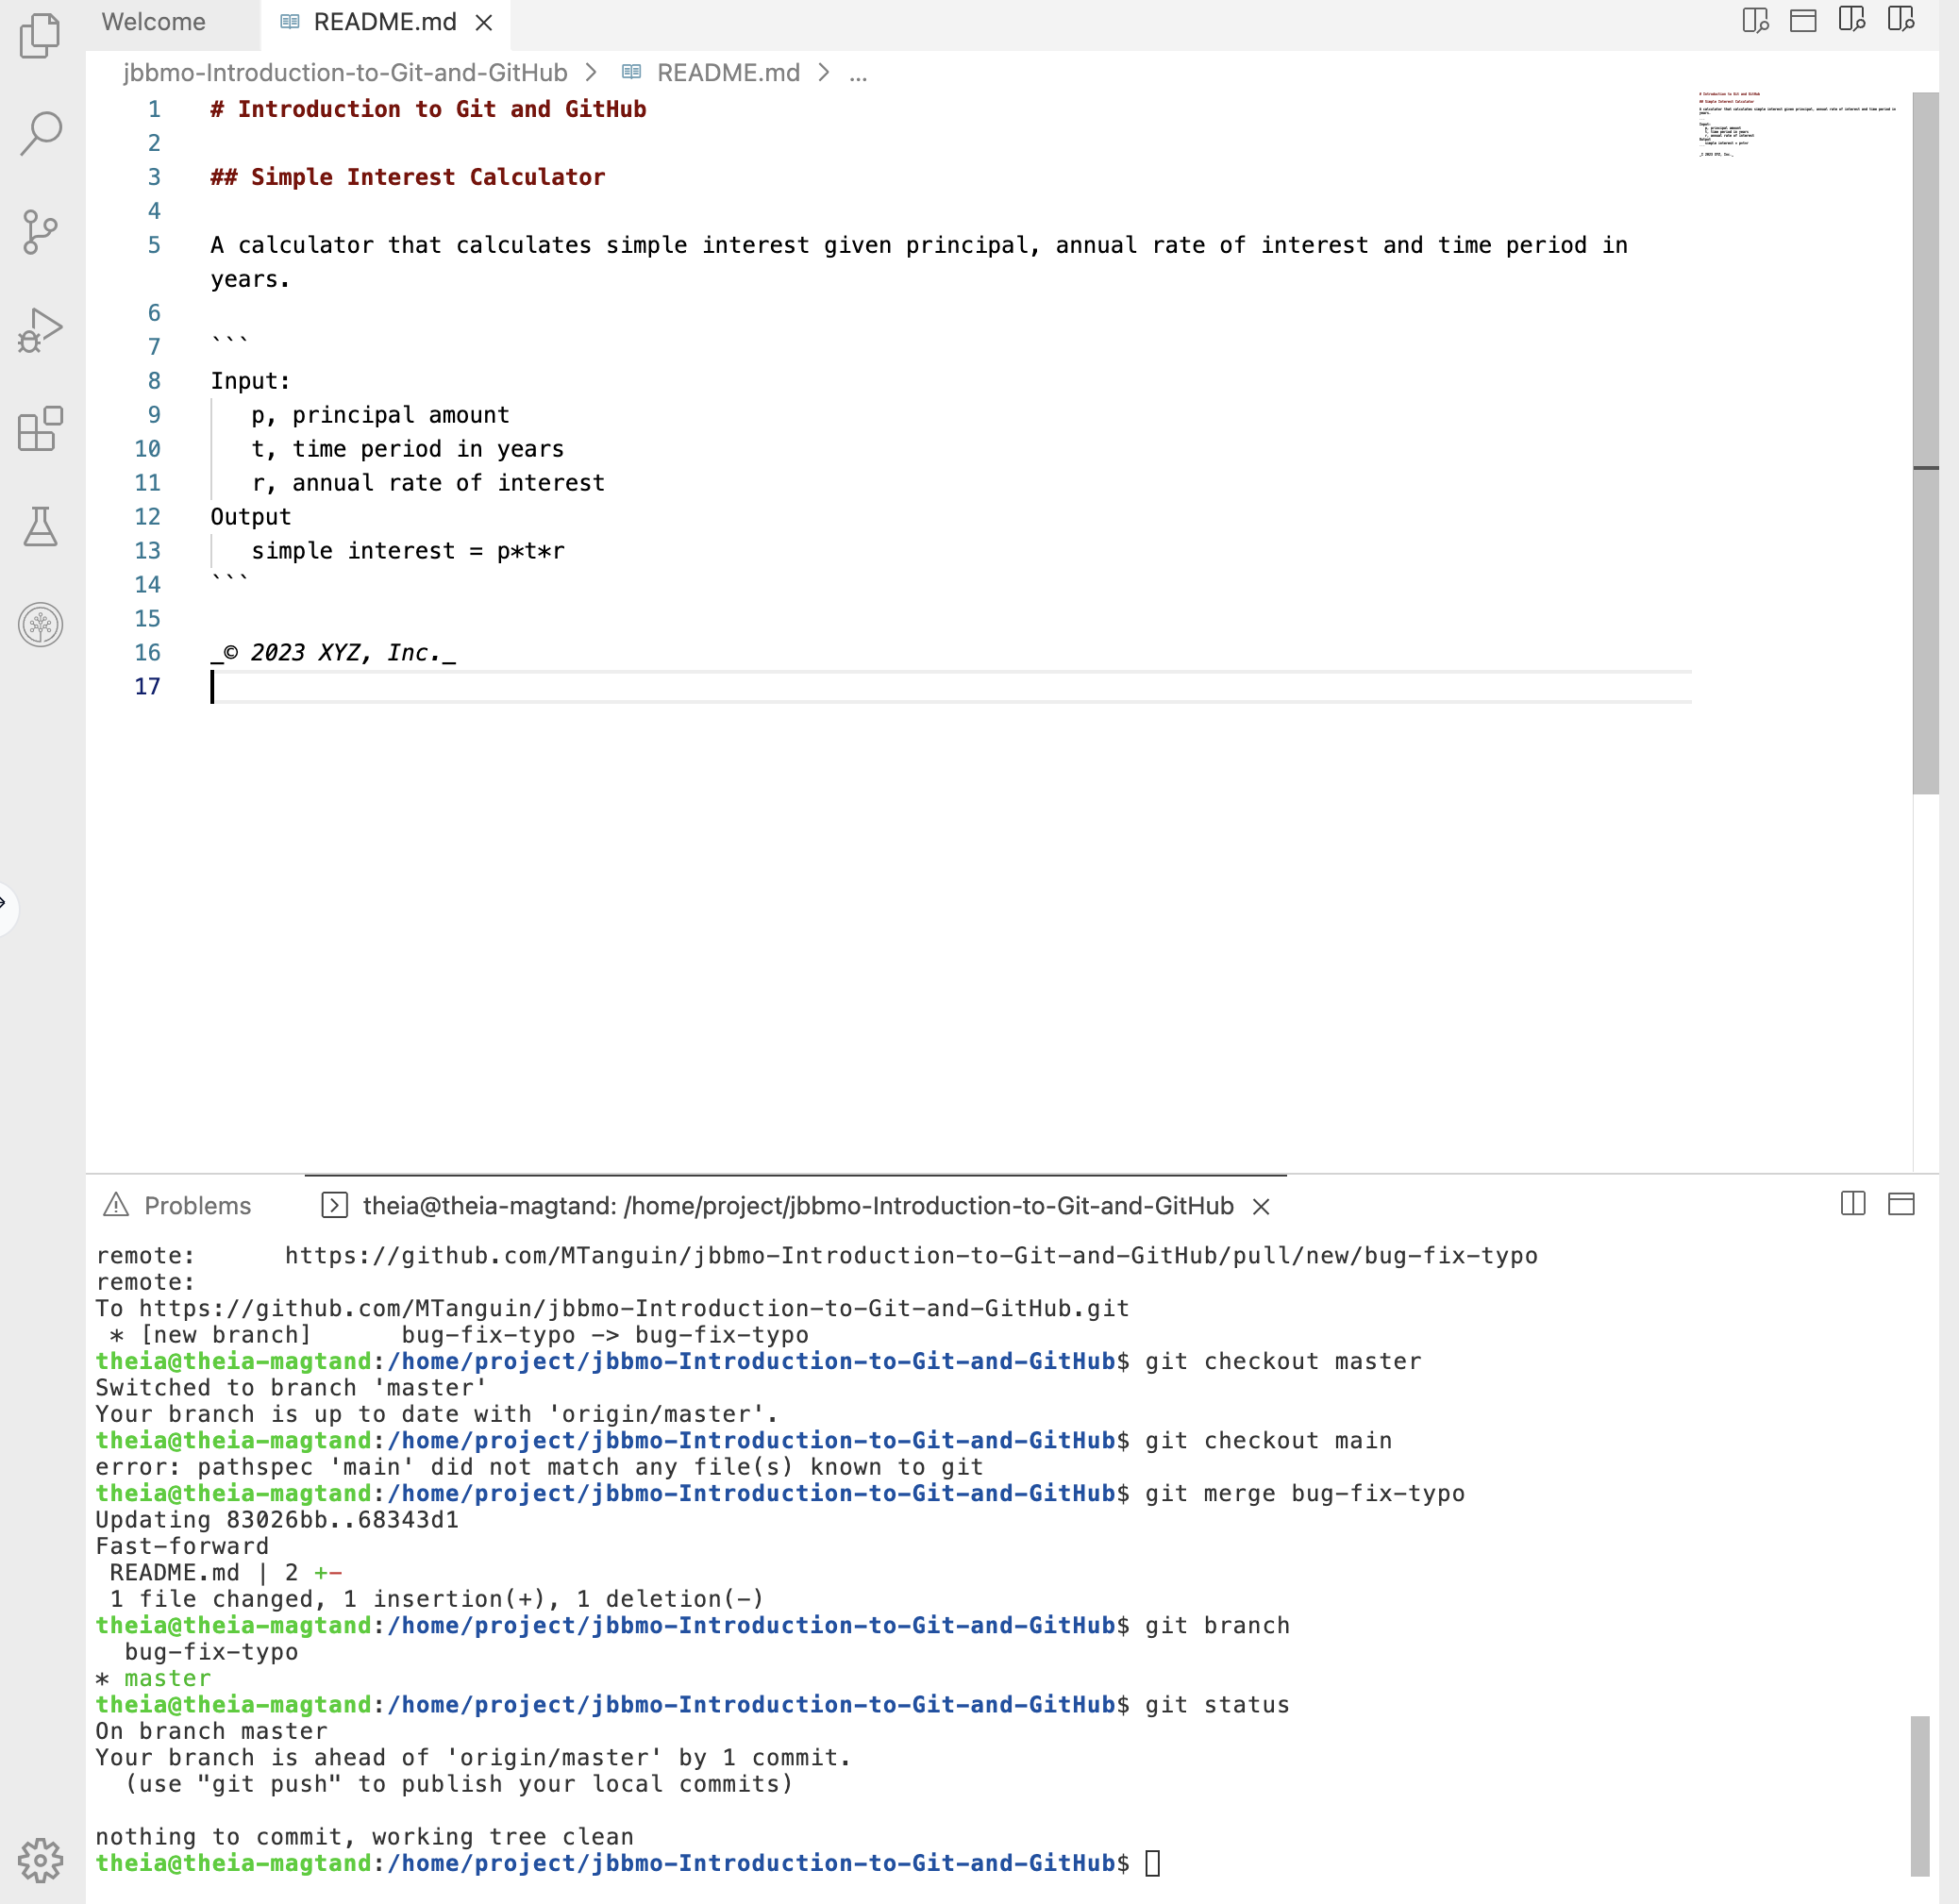 Welcome
README.md
jbbmo-Introduction-to-Git-and-GitHub > README.md > ...
1 # Introduction to Git and GitHub
2
3 ## Simple Interest Calculator
4
5 A calculator that calculates simple interest given principal, annual rate of interest and time period in
years.
6
7 ```
8 Input:
9    p, principal amount
10    t, time period in years
11    r, annual rate of interest
12 Output
13    simple interest = p*t*r
14 ```
15
16 _© 2023 XYZ, Inc._
17
Problems
theia@theia-magtand: /home/project/jbbmo-Introduction-to-Git-and-GitHub
remote:      https://github.com/MTanguin/jbbmo-Introduction-to-Git-and-GitHub/pull/new/bug-fix-typo
remote:
To https://github.com/MTanguin/jbbmo-Introduction-to-Git-and-GitHub.git
 * [new branch]      bug-fix-typo -> bug-fix-typo
theia@theia-magtand:/home/project/jbbmo-Introduction-to-Git-and-GitHub$ git checkout master
Switched to branch 'master'
Your branch is up to date with 'origin/master'.
theia@theia-magtand:/home/project/jbbmo-Introduction-to-Git-and-GitHub$ git checkout main
error: pathspec 'main' did not match any file(s) known to git
theia@theia-magtand:/home/project/jbbmo-Introduction-to-Git-and-GitHub$ git merge bug-fix-typo
Updating 83026bb..68343d1
Fast-forward
 README.md | 2 +-
 1 file changed, 1 insertion(+), 1 deletion(-)
theia@theia-magtand:/home/project/jbbmo-Introduction-to-Git-and-GitHub$ git branch
  bug-fix-typo
* master
theia@theia-magtand:/home/project/jbbmo-Introduction-to-Git-and-GitHub$ git status
On branch master
Your branch is ahead of 'origin/master' by 1 commit.
  (use "git push" to publish your local commits)

nothing to commit, working tree clean
theia@theia-magtand:/home/project/jbbmo-Introduction-to-Git-and-GitHub$